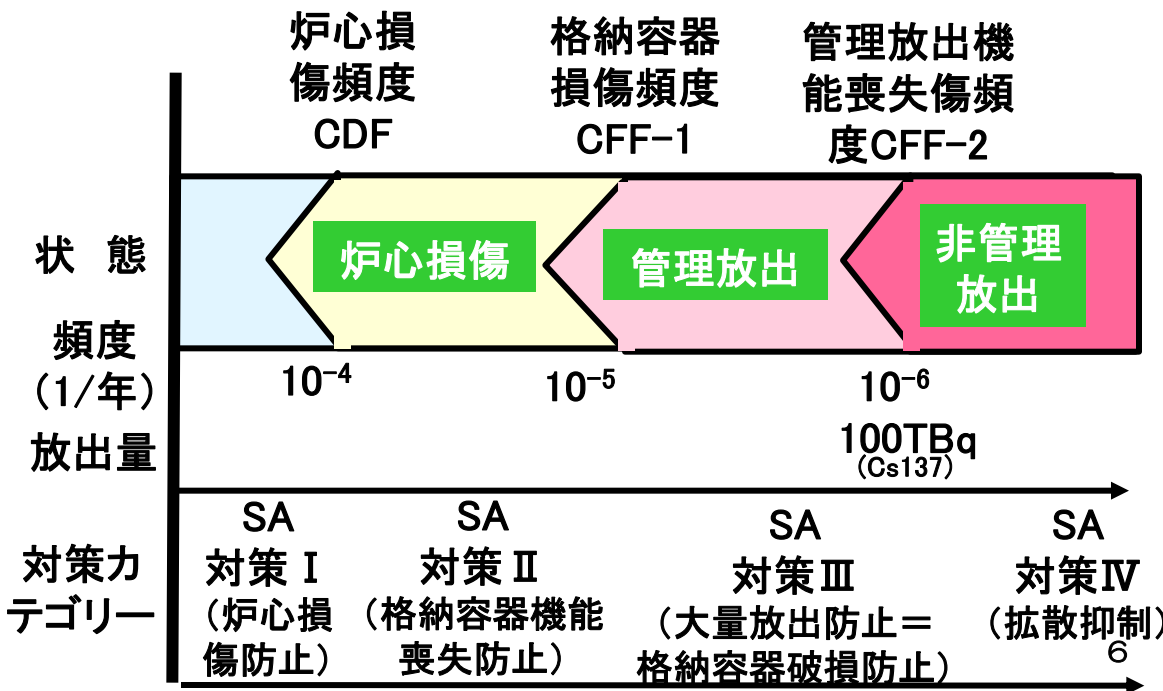 炉心損
傷頻度
CDF
格納容器
損傷頻度
CFF-1
管理放出機
能喪失傷頻
度CFF-2
状 態
炉心損傷
管理放出
非管理
放出
頻度
(1/年)
10⁻⁴
10⁻⁵
10⁻⁶
放出量
100TBq
(Cs137)
対策カ
テゴリー
SA
対策Ⅰ
(炉心損
傷防止)
SA
対策Ⅱ
(格納容器機能
喪失防止)
SA
対策Ⅲ
(大量放出防止=
格納容器破損防止)
SA
対策Ⅳ
(拡散抑制)
6